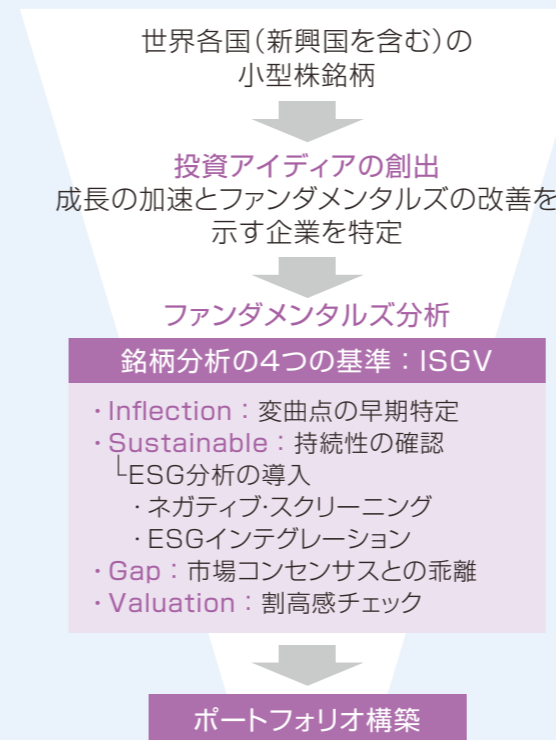 世界各国（新興国を含む）の
小型株銘柄
投資アイディアの創出
成長の加速とファンダメンタルズの改善を
示す企業を特定
ファンダメンタルズ分析
銘柄分析の4つの基準：ISGV
・Inflection：変曲点の早期特定
・Sustainable：持続性の確認
└ESG分析の導入
・ネガティブ・スクリーニング
・ESGインテグレーション
・Gap：市場コンセンサスとの乖離
・Valuation：割高感チェック
ポートフォリオ構築